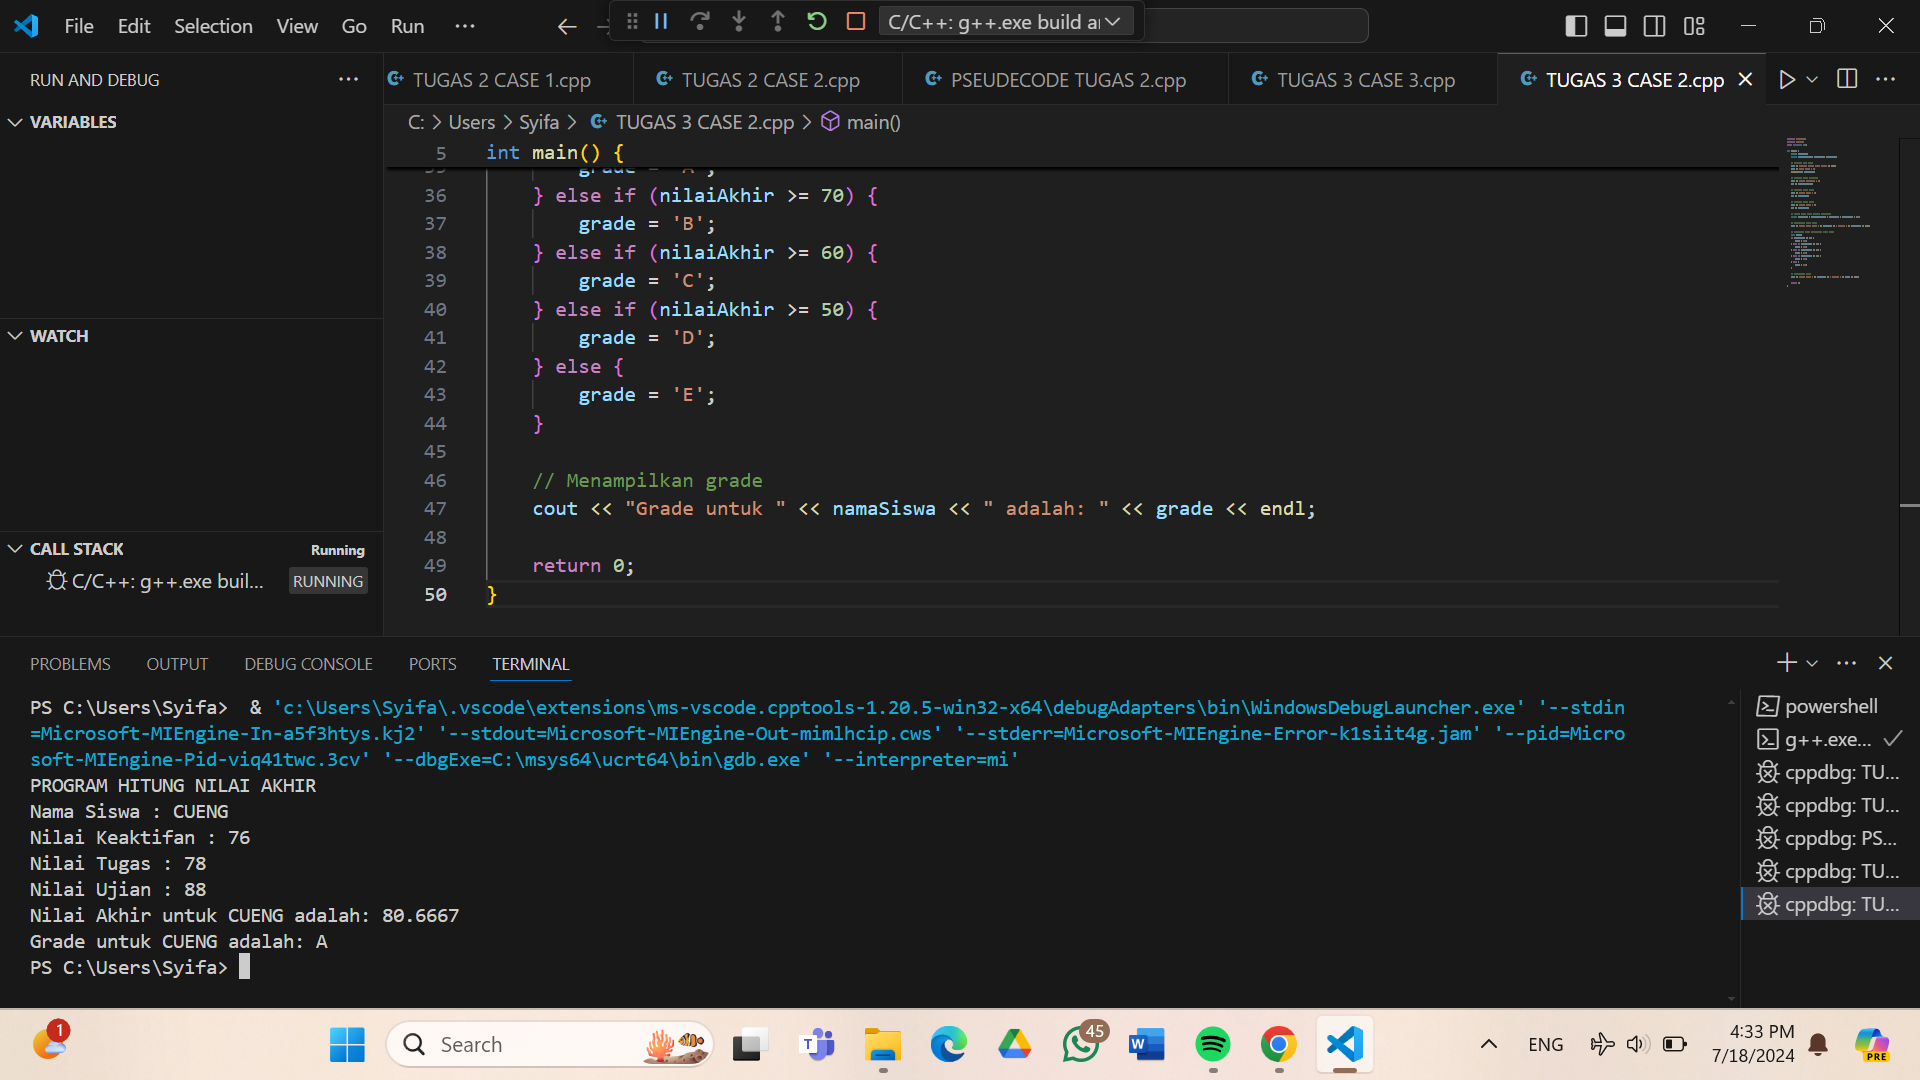 File Edit Selection View Go Run ··· C/C++: g++.exe build ar
RUN AND DEBUG ···
TUGAS 2 CASE 1.cpp TUGAS 2 CASE 2.cpp PSEUDECODE TUGAS 2.cpp TUGAS 3 CASE 3.cpp TUGAS 3 CASE 2.cpp
VARIABLES
C: > Users > Syifa > TUGAS 3 CASE 2.cpp > main()
5 int main() {
35 grade = 'A';
36 } else if (nilaiAkhir >= 70) {
37 grade = 'B';
38 } else if (nilaiAkhir >= 60) {
39 grade = 'C';
40 } else if (nilaiAkhir >= 50) {
41 grade = 'D';
42 } else {
43 grade = 'E';
44 }
45
46 // Menampilkan grade
47 cout << "Grade untuk " << namaSiswa << " adalah: " << grade << endl;
48
49 return 0;
50 }
WATCH
CALL STACK Running
C/C++: g++.exe buil... RUNNING
PROBLEMS OUTPUT DEBUG CONSOLE PORTS TERMINAL
PS C:\Users\Syifa>  & 'c:\Users\Syifa\.vscode\extensions\ms-vscode.cpptools-1.20.5-win32-x64\debugAdapters\bin\WindowsDebugLauncher.exe' '--stdin
=Microsoft-MIEngine-In-a5f3htys.kj2' '--stdout=Microsoft-MIEngine-Out-mimlhcip.cws' '--stderr=Microsoft-MIEngine-Error-k1siit4g.jam' '--pid=Micro
soft-MIEngine-Pid-viq41twc.3cv' '--dbgExe=C:\msys64\ucrt64\bin\gdb.exe' '--interpreter=mi'
PROGRAM HITUNG NILAI AKHIR
Nama Siswa : CUENG
Nilai Keaktifan : 76
Nilai Tugas : 78
Nilai Ujian : 88
Nilai Akhir untuk CUENG adalah: 80.6667
Grade untuk CUENG adalah: A
PS C:\Users\Syifa>
powershell
g++.exe...
cppdbg: TU...
cppdbg: TU...
cppdbg: PS...
cppdbg: TU...
cppdbg: TU...
1
Search
45
ENG
4:33 PM
7/18/2024
PRE